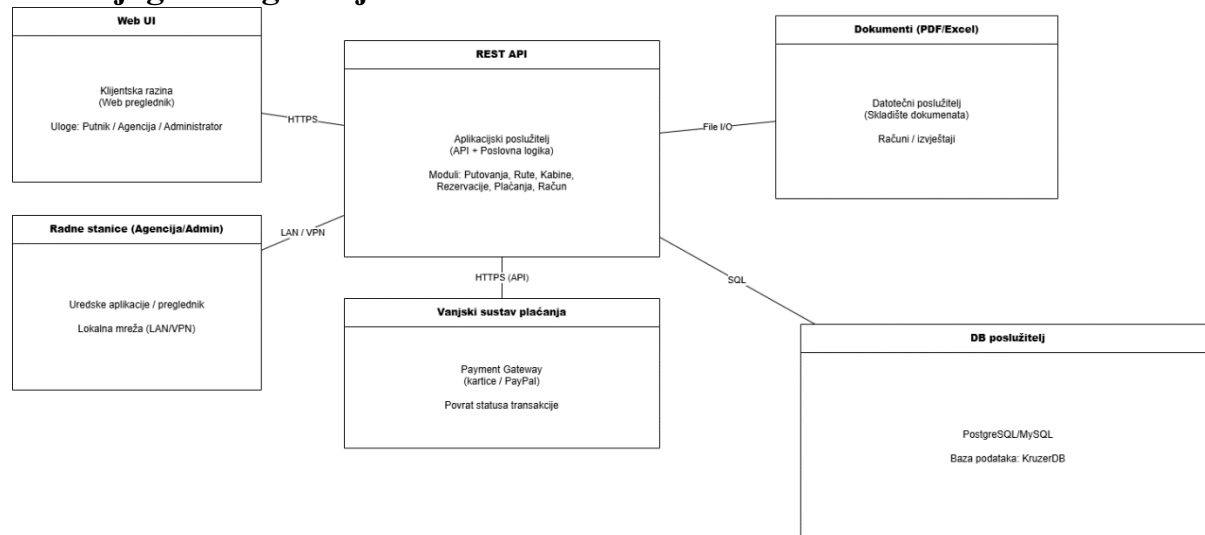 Web UI
Klijentska razina
(Web preglednik)
Uloge: Putnik / Agencija / Administrator
HTTPS
REST API
Aplikacijski poslužitelj
(API + Poslovna logika)
Moduli: Putovanja, Rute, Kabine,
Rezervacije, Plaćanja, Račun
File I/O
Dokumenti (PDF/Excel)
Datotečni poslužitelj
(Skladište dokumenata)
Računi / izvještaji
Radne stanice (Agencija/Admin)
Uredske aplikacije / preglednik
Lokalna mreža (LAN/VPN)
LAN / VPN
HTTPS (API)
SQL
Vanjski sustav plaćanja
Payment Gateway
(kartice / PayPal)
Povrat statusa transakcije
DB poslužitelj
PostgreSQL/MySQL
Baza podataka: KruzerDB